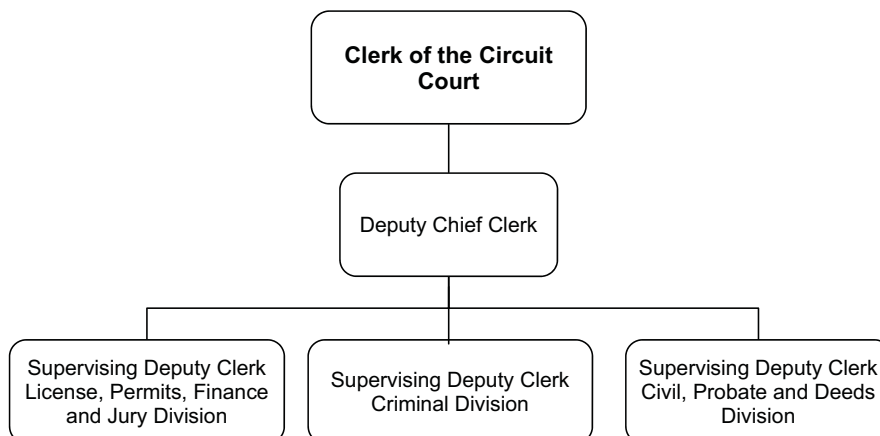 Clerk of the Circuit
Court
Deputy Chief Clerk
Supervising Deputy Clerk
License, Permits, Finance
and Jury Division
Supervising Deputy Clerk
Criminal Division
Supervising Deputy Clerk
Civil, Probate and Deeds
Division